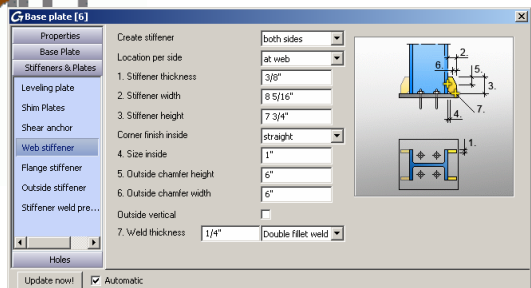 Base plate [6]
Properties
Base Plate
Stiffeners & Plates
Leveling plate
Shim Plates
Shear anchor
Web stiffener
Flange stiffener
Outside stiffener
Stiffener weld pre...
Holes
Create stiffener both sides
Location per side at web
1. Stiffener thickness 3/8"
2. Stiffener width 8 5/16"
3. Stiffener height 7 3/4"
Corner finish inside straight
4. Size inside 1"
5. Outside chamfer height 6"
6. Outside chamfer width 6"
Outside vertical
7. Weld thickness 1/4" Double fillet weld
2.
6.
5.
3.
7.
4.
1.
Update now! Automatic